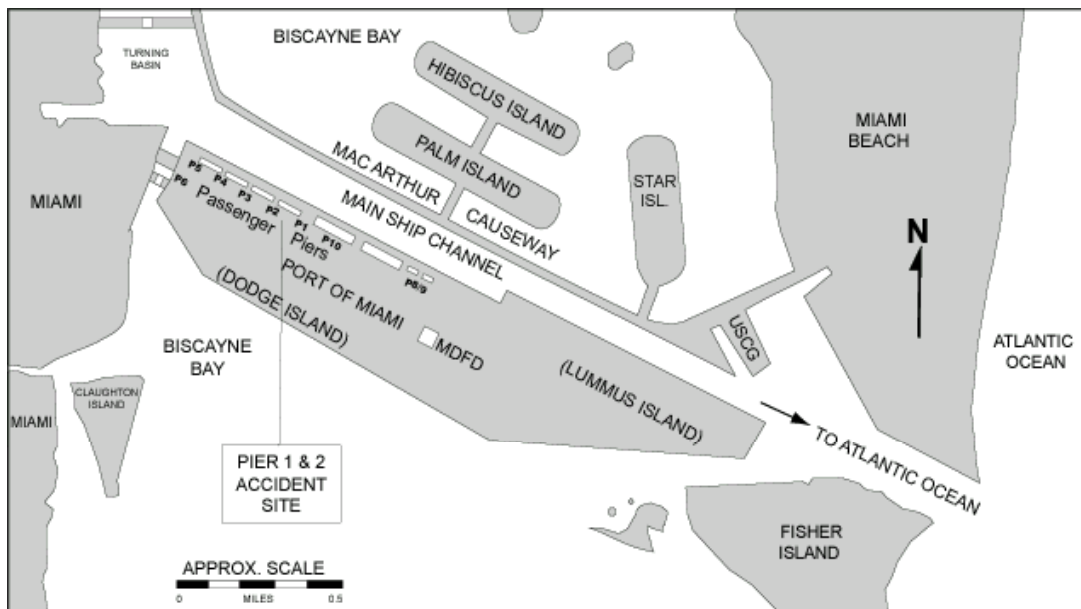 BISCAYNE BAY
TURNING
BASIN
HIBISCUS ISLAND
MIAMI
BEACH
PALM ISLAND
MAC ARTHUR
CAUSEWAY
STAR
ISL.
MAIN SHIP CHANNEL
MIAMI
P6
P5
P4
P3
P2
P1
P10
P8/9
Passenger
Piers
PORT OF MIAMI
(DODGE ISLAND)
MDFD
N
USCG
ATLANTIC
OCEAN
BISCAYNE
BAY
(LUMMUS ISLAND)
CLAUGHTON
ISLAND
MIAMI
TO ATLANTIC OCEAN
PIER 1 & 2
ACCIDENT
SITE
FISHER
ISLAND
APPROX. SCALE
0 MILES 0.5